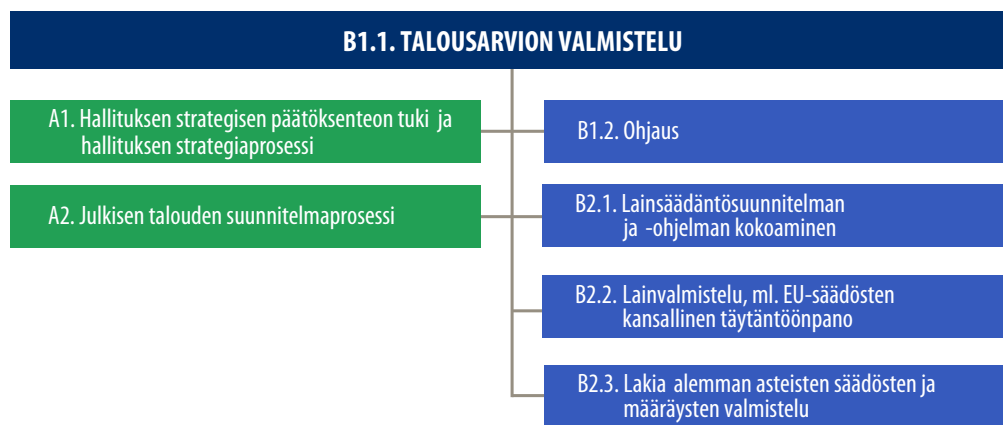 B1.1. TALOUSARVION VALMISTELU
A1. Hallituksen strategisen päätöksenteon tuki ja
hallituksen strategiaprosessi
A2. Julkisen talouden suunnitelmaprosessi
B1.2. Ohjaus
B2.1. Lainsäädäntösuunnitelman
ja -ohjelman kokoaminen
B2.2. Lainvalmistelu, ml. EU-säädösten
kansallinen täytäntöönpano
B2.3. Lakia alemman asteisten säädösten ja
määräysten valmistelu